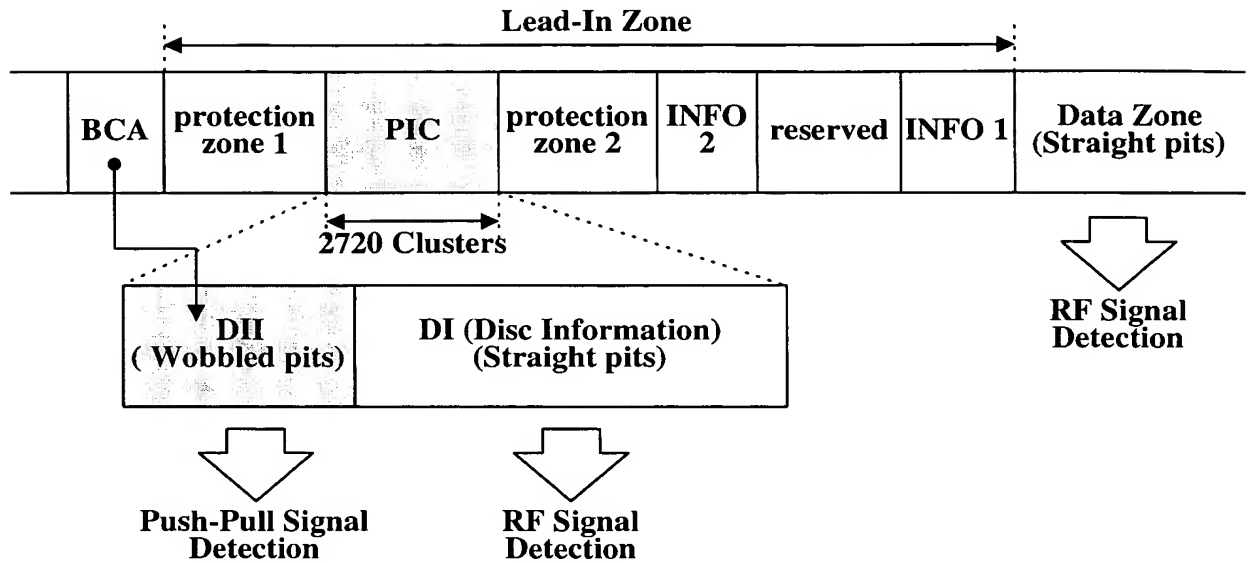 Lead-In Zone
BCA
protection
zone 1
PIC
protection
zone 2
INFO
2
reserved
INFO 1
Data Zone
(Straight pits)
2720 Clusters
DII
( Wobbled pits)
DI (Disc Information)
(Straight pits)
RF Signal
Detection
Push-Pull Signal
Detection
RF Signal
Detection